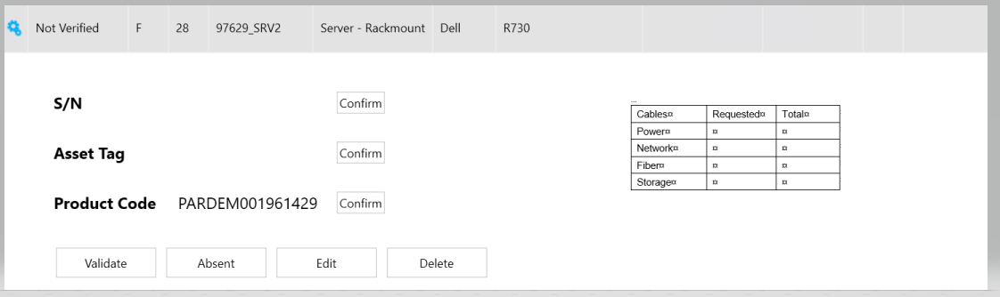 Not Verified F 28 97629_SRV2 Server - Rackmount Dell R730
S/N Confirm
Asset Tag Confirm
Product Code PARDEM001961429 Confirm
Validate Absent Edit Delete
...
Cables¤ Requested¤ Total¤
Power¤ ¤ ¤
Network¤ ¤ ¤
Fiber¤ ¤ ¤
Storage¤ ¤ ¤